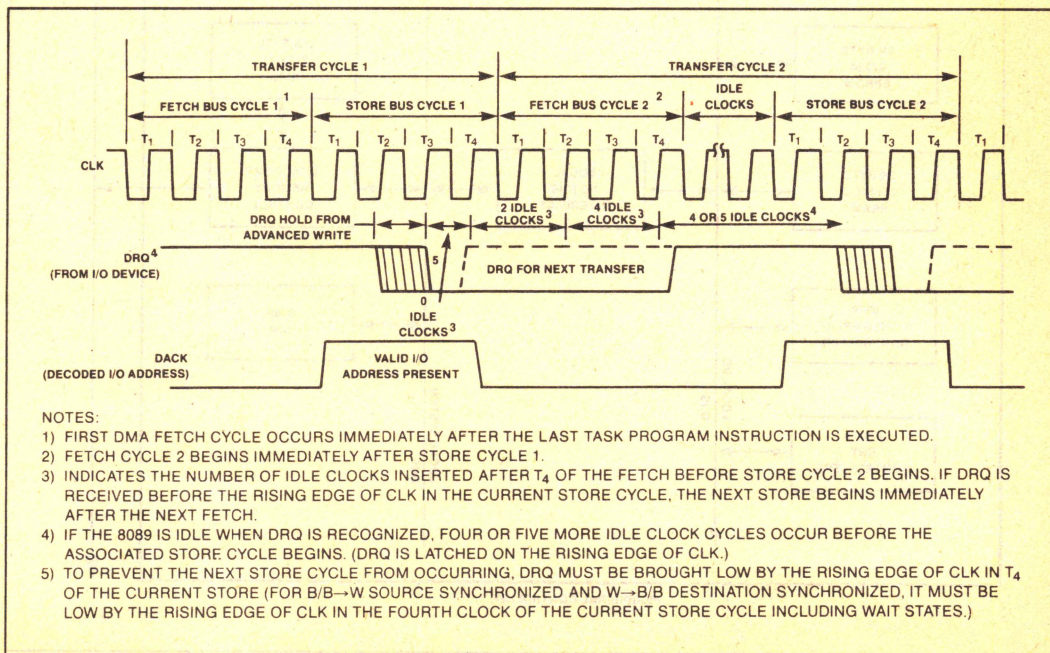 TRANSFER CYCLE 1 TRANSFER CYCLE 2
FETCH BUS CYCLE 1 1 STORE BUS CYCLE 1 FETCH BUS CYCLE 2 2 IDLE CLOCKS STORE BUS CYCLE 2
T1 T2 T3 T4 T1 T2 T3 T4 T1 T2 T3 T4 T1 T2 T3 T4 T1
CLK
DRQ HOLD FROM ADVANCED WRITE
2 IDLE CLOCKS3
4 IDLE CLOCKS3
4 OR 5 IDLE CLOCKS4
DRQ4
(FROM I/O DEVICE)
5
DRQ FOR NEXT TRANSFER
0
IDLE
CLOCKS3
DACK
(DECODED I/O ADDRESS)
VALID I/O
ADDRESS PRESENT
NOTES:
1) FIRST DMA FETCH CYCLE OCCURS IMMEDIATELY AFTER THE LAST TASK PROGRAM INSTRUCTION IS EXECUTED.
2) FETCH CYCLE 2 BEGINS IMMEDIATELY AFTER STORE CYCLE 1.
3) INDICATES THE NUMBER OF IDLE CLOCKS INSERTED AFTER T4 OF THE FETCH BEFORE STORE CYCLE 2 BEGINS. IF DRQ IS
RECEIVED BEFORE THE RISING EDGE OF CLK IN THE CURRENT STORE CYCLE, THE NEXT STORE BEGINS IMMEDIATELY
AFTER THE NEXT FETCH.
4) IF THE 8089 IS IDLE WHEN DRQ IS RECOGNIZED, FOUR OR FIVE MORE IDLE CLOCK CYCLES OCCUR BEFORE THE
ASSOCIATED STORE CYCLE BEGINS. (DRQ IS LATCHED ON THE RISING EDGE OF CLK.)
5) TO PREVENT THE NEXT STORE CYCLE FROM OCCURRING, DRQ MUST BE BROUGHT LOW BY THE RISING EDGE OF CLK IN T4
OF THE CURRENT STORE (FOR B/B→W SOURCE SYNCHRONIZED AND W→B/B DESTINATION SYNCHRONIZED, IT MUST BE
LOW BY THE RISING EDGE OF CLK IN THE FOURTH CLOCK OF THE CURRENT STORE CYCLE INCLUDING WAIT STATES.)